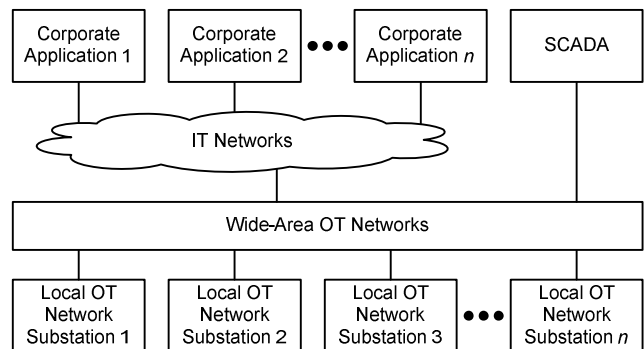 Corporate
Application 1
Corporate
Application 2
Corporate
Application n
SCADA
IT Networks
Wide-Area OT Networks
Local OT
Network
Substation 1
Local OT
Network
Substation 2
Local OT
Network
Substation 3
Local OT
Network
Substation n